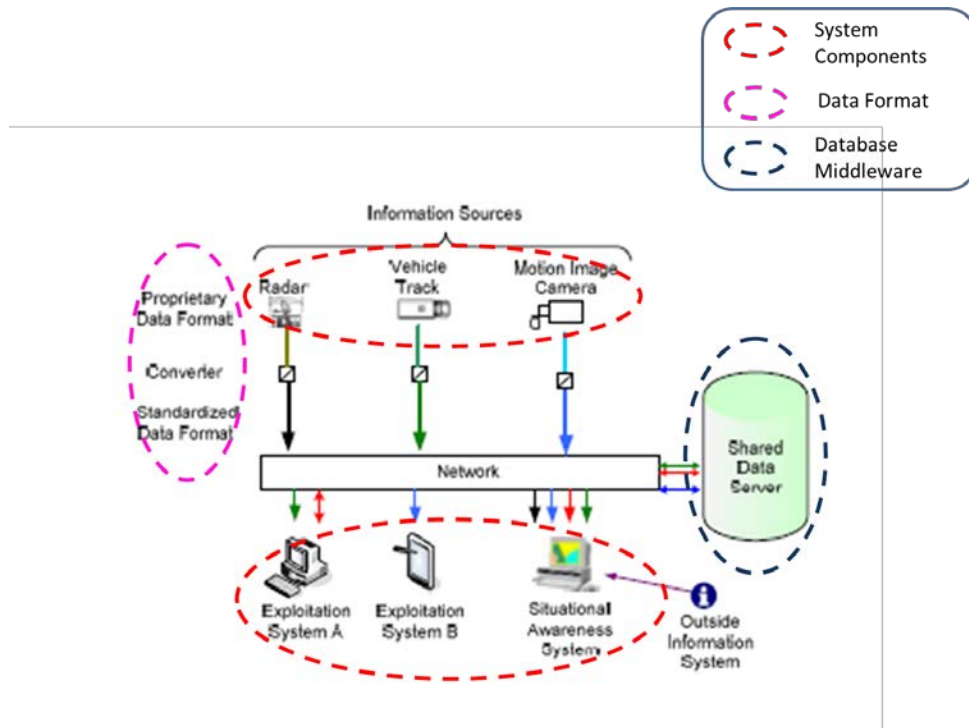 System
Components
Data Format
Database
Middleware
Information Sources
Radar
Vehicle
Track
Motion Image
Camera
Proprietary
Data Format
Converter
Standardized
Data Format
Network
Shared
Data
Server
Exploitation
System A
Exploitation
System B
Situational
Awareness
System
Outside
Information
System